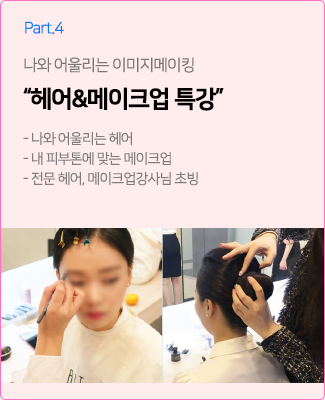 Part.4
나와 어울리는 이미지메이킹
“헤어&메이크업 특강”
- 나와 어울리는 헤어
- 내 피부톤에 맞는 메이크업
- 전문 헤어, 메이크업강사님 초빙